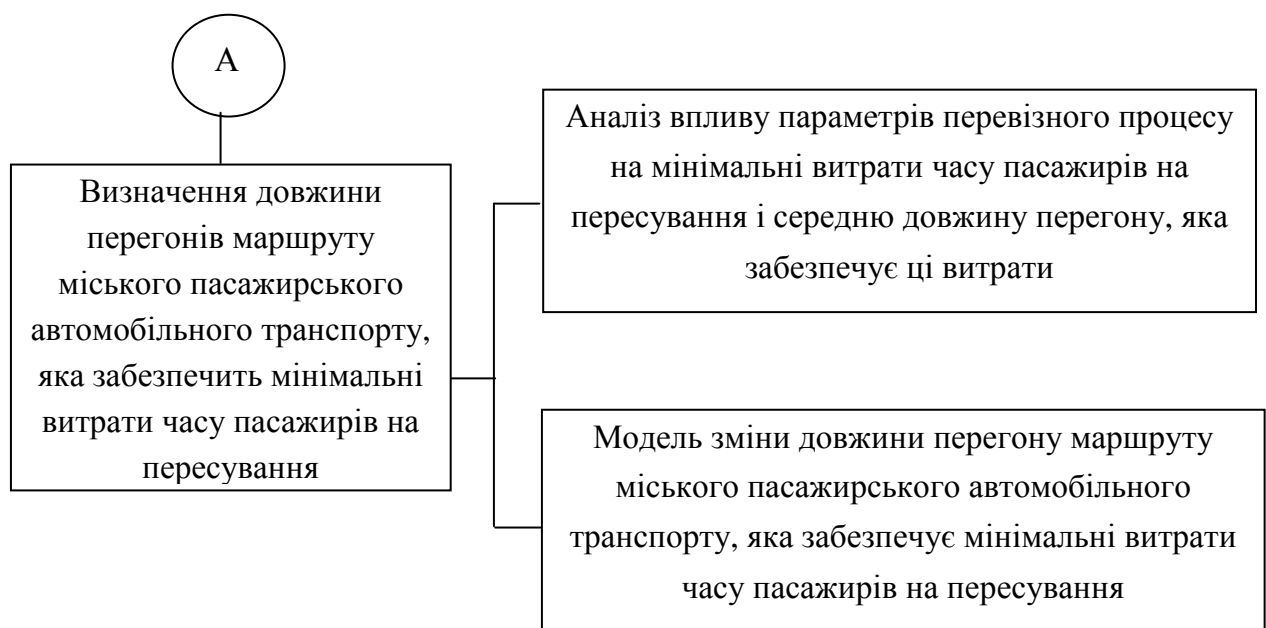 А
Визначення довжини
перегонів маршруту
міського пасажирського
автомобільного транспорту,
яка забезпечить мінімальні
витрати часу пасажирів на
пересування
Аналіз впливу параметрів перевізного процесу
на мінімальні витрати часу пасажирів на
пересування і середню довжину перегону, яка
забезпечує ці витрати
Модель зміни довжини перегону маршруту
міського пасажирського автомобільного
транспорту, яка забезпечує мінімальні витрати
часу пасажирів на пересування